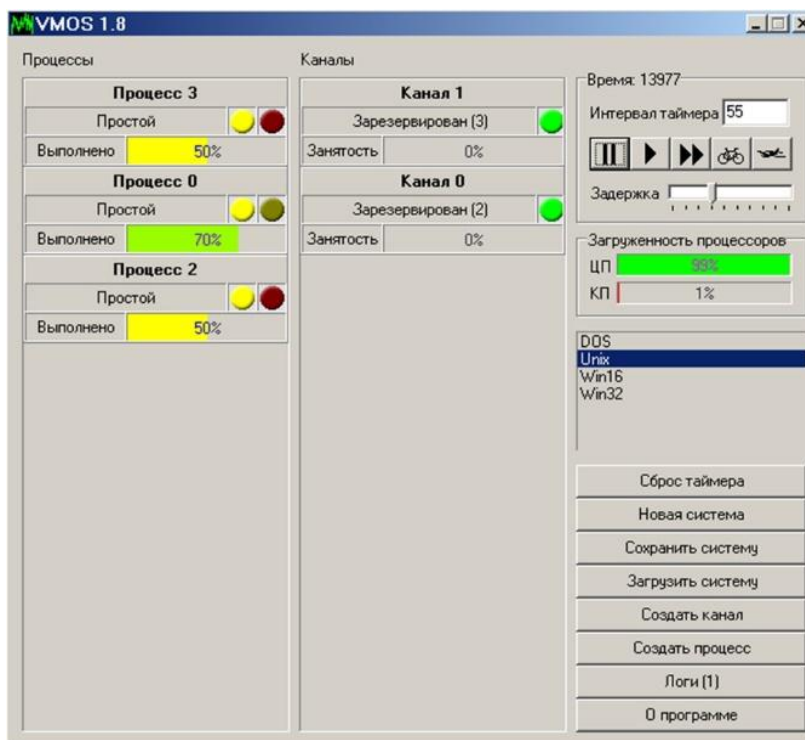 VMOS 1.8
Процессы
Процесс 3
Простой
Выполнено 50%
Процесс 0
Простой
Выполнено 70%
Процесс 2
Простой
Выполнено 50%
Каналы
Канал 1
Зарезервирован (3)
Занятость 0%
Канал 0
Зарезервирован (2)
Занятость 0%
Время: 13977
Интервал таймера 55
Задержка
Загруженность процессоров
ЦП 99%
КП 1%
DOS
Unix
Win16
Win32
Сброс таймера
Новая система
Сохранить систему
Загрузить систему
Создать канал
Создать процесс
Логи (1)
О программе